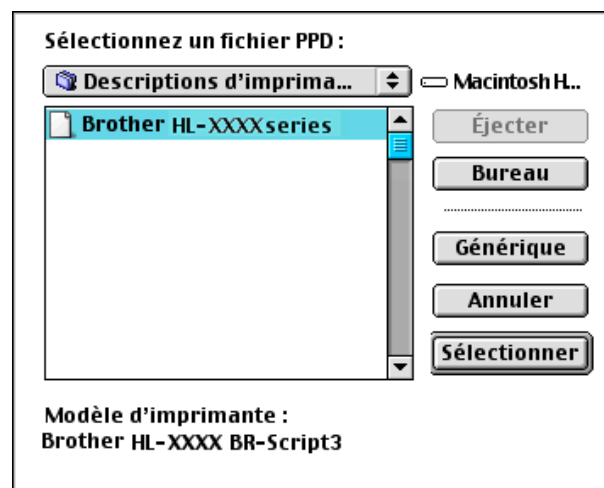 Sélectionnez un fichier PPD :
Descriptions d'imprima...
Macintosh H...
Brother HL-XXXX series
Éjecter
Bureau
Générique
Annuler
Sélectionner
Modèle d'imprimante :
Brother HL-XXXX BR-Script3